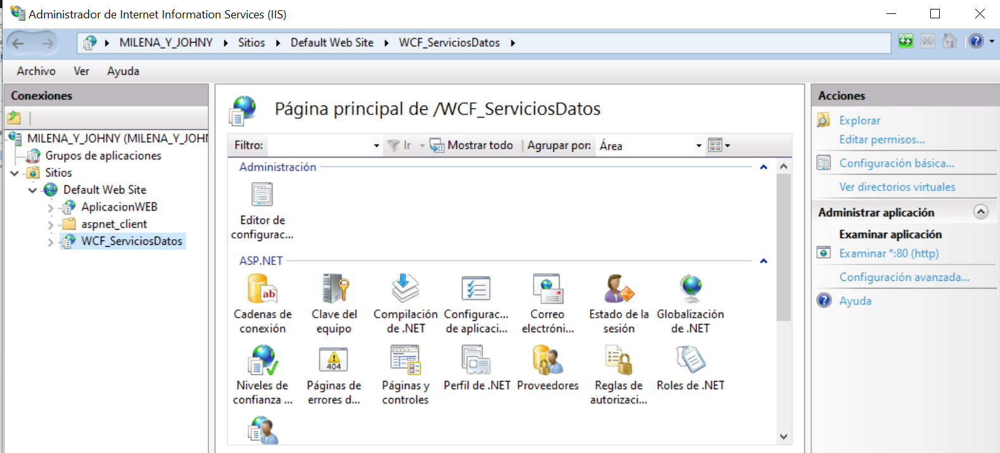 Administrador de Internet Information Services (IIS)
MILENA_Y_JOHNY Sitios Default Web Site WCF_ServiciosDatos
Archivo Ver Ayuda
Conexiones
MILENA_Y_JOHNY (MILENA_Y_JOH
Grupos de aplicaciones
Sitios
Default Web Site
AplicacionWEB
aspnet_client
WCF_ServiciosDatos
Página principal de /WCF_ServiciosDatos
Filtro: Ir Mostrar todo Agrupar por: Área
Administración
Editor de
configurac...
ASP.NET
Cadenas de
conexión
Clave del
equipo
Compilación
de .NET
Configurac...
de aplicaci...
Correo
electróni...
Estado de la
sesión
Globalización
de .NET
Niveles de
confianza ...
404
Páginas de
errores d...
Páginas y
controles
Perfil de .NET
Proveedores
Reglas de
autorizaci...
Roles de .NET
ab
Acciones
Explorar
Editar permisos...
Configuración básica...
Ver directorios virtuales
Administrar aplicación
Examinar aplicación
Examinar *:80 (http)
Configuración avanzada...
Ayuda